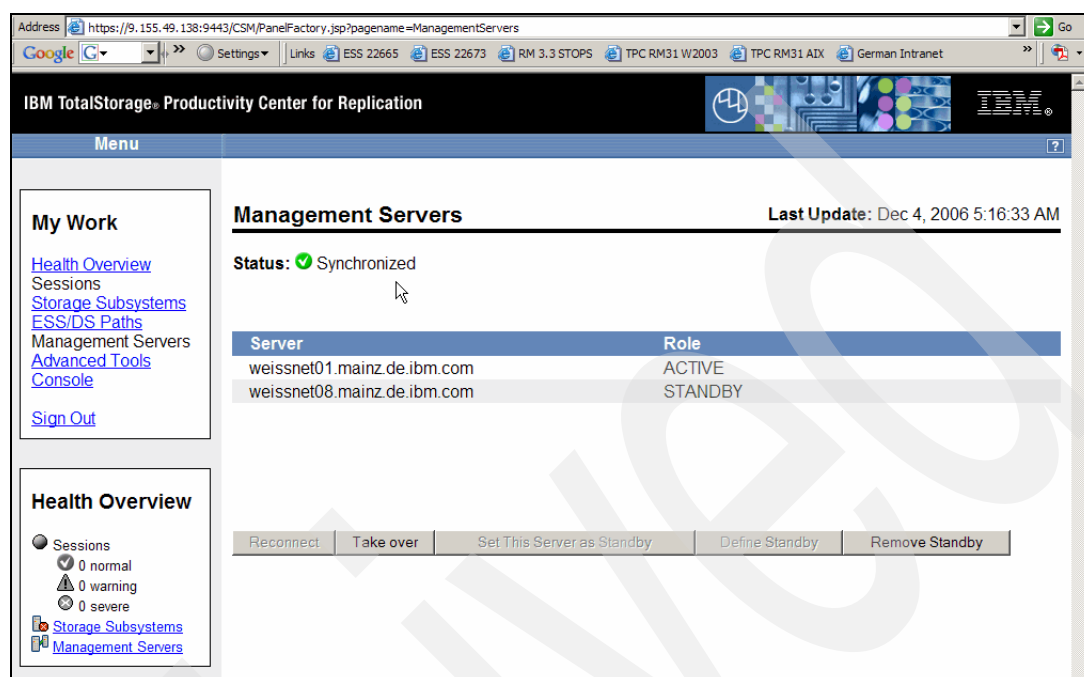 Address https://9.155.49.138:9443/CSM/PanelFactory.jsp?pagename=ManagementServers Go
Google G Settings Links ESS 22665 ESS 22673 RM 3.3 STOPS TPC RM31 W2003 TPC RM31 AIX German Intranet
IBM TotalStorage® Productivity Center for Replication IBM®
Menu ?
My Work
Health Overview
Sessions
Storage Subsystems
ESS/DS Paths
Management Servers
Advanced Tools
Console
Sign Out
Management Servers Last Update: Dec 4, 2006 5:16:33 AM
Status: Synchronized
Server Role
weissnet01.mainz.de.ibm.com ACTIVE
weissnet08.mainz.de.ibm.com STANDBY
Reconnect Take over Set This Server as Standby Define Standby Remove Standby
Health Overview
Sessions
0 normal
0 warning
0 severe
Storage Subsystems
Management Servers